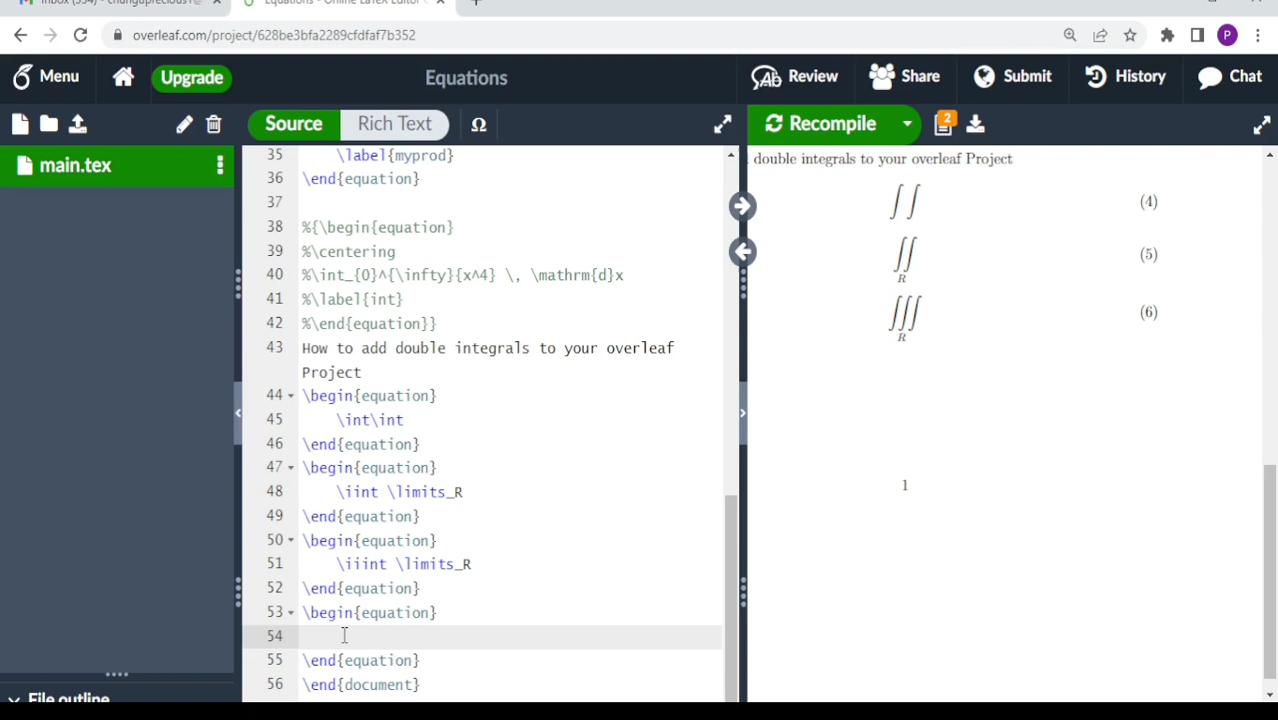 Inbox (534) - changaprecious1@
Equations - Online LaTeX Editor
overleaf.com/project/628be3bfa2289cfdfaf7b352
P
Menu
Upgrade
Equations
Review
Share
Submit
History
Chat
Source
Rich Text
Ω
Recompile
2
main.tex
35 \label{myprod}
36 \end{equation}
37
38 %{\begin{equation}
39 %\centering
40 %\int_{0}^{\infty}{x^4} \, \mathrm{d}x
41 %\label{int}
42 %\end{equation}}
43 How to add double integrals to your overleaf
Project
44 \begin{equation}
45 \int\int
46 \end{equation}
47 \begin{equation}
48 \iint \limits_R
49 \end{equation}
50 \begin{equation}
51 \iiint \limits_R
52 \end{equation}
53 \begin{equation}
54
55 \end{equation}
56 \end{document}
File outline
double integrals to your overleaf Project
∫∫ (4)
∬ (5)
R
∭ (6)
R
1